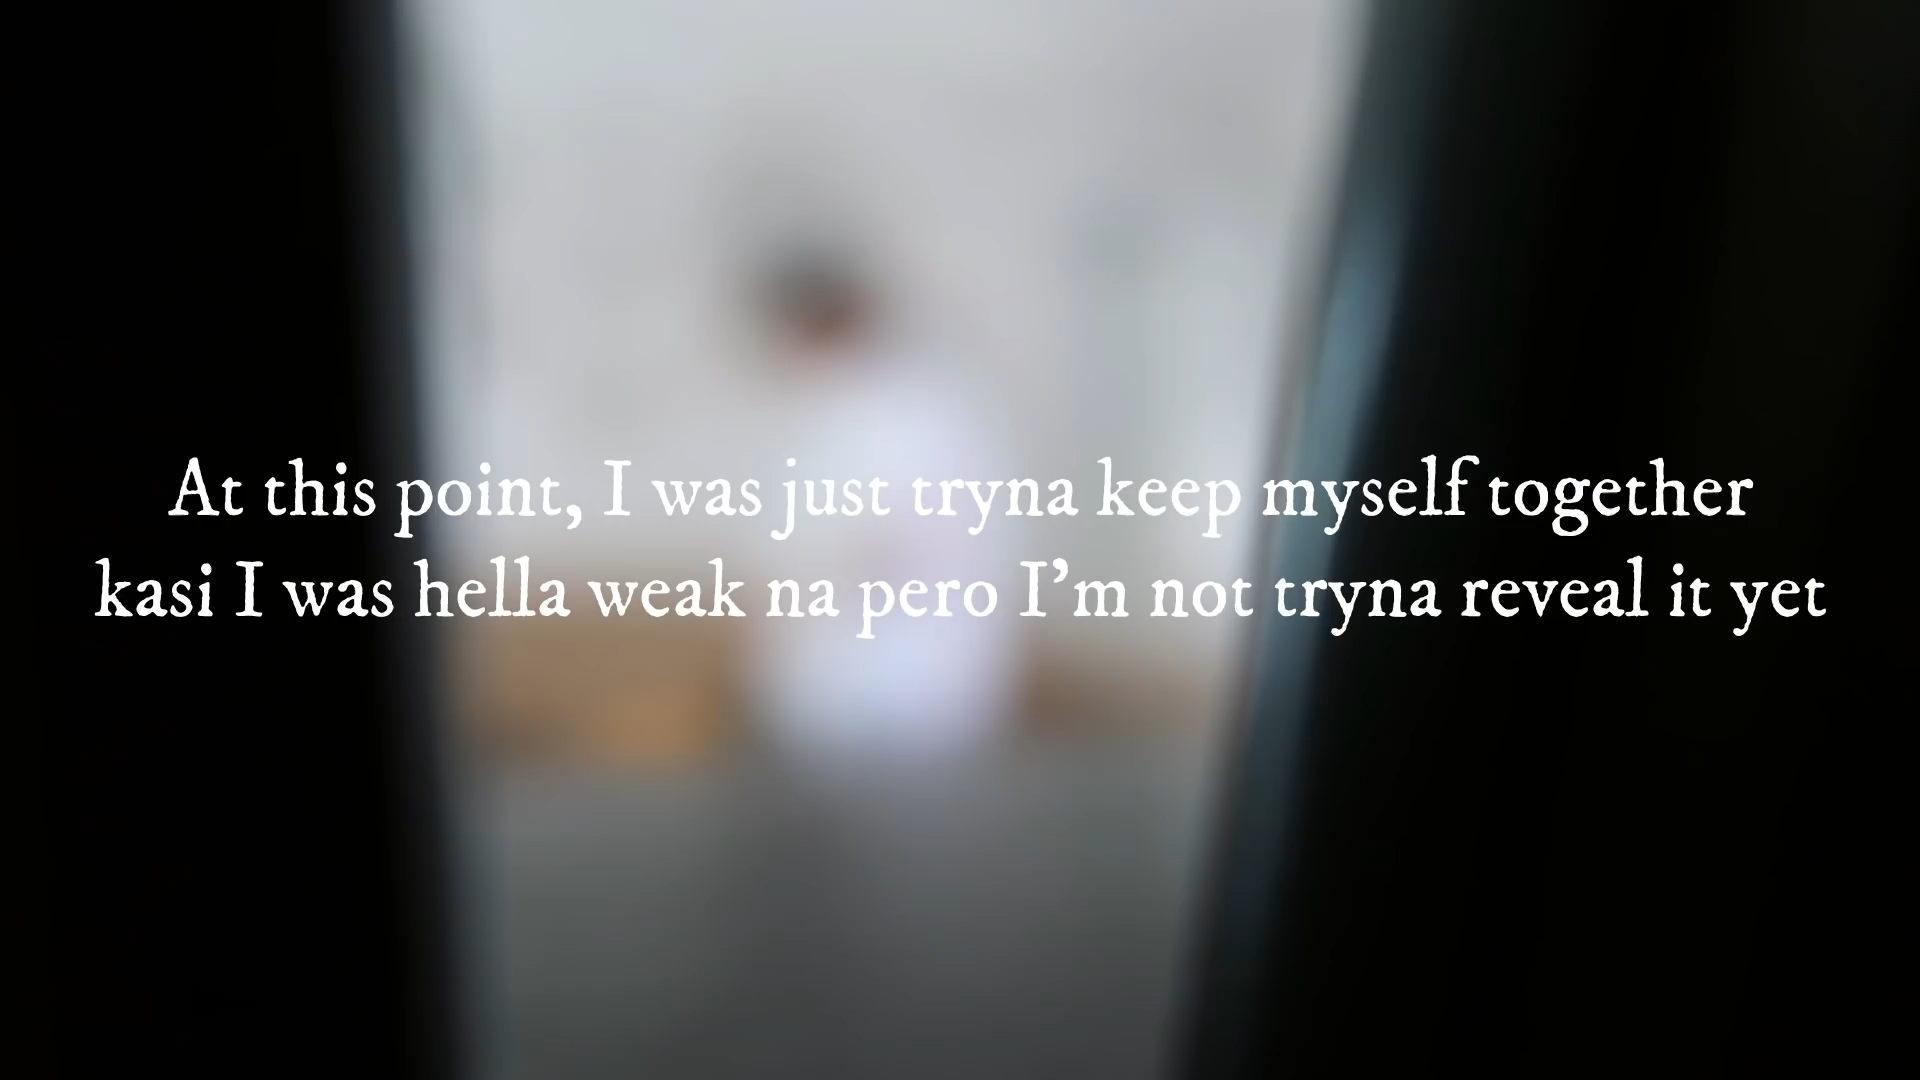 At this point, I was just tryna keep myself together
kasi I was hella weak na pero I'm not tryna reveal it yet